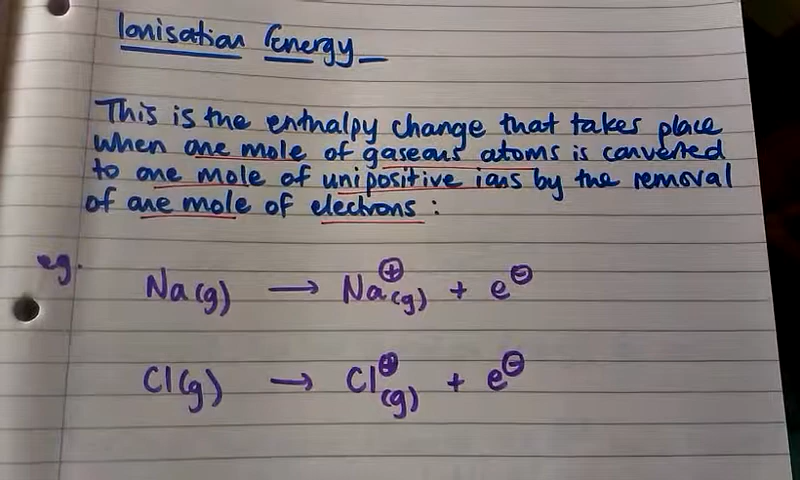 Ionisation Energy
This is the enthalpy change that takes place
when one mole of gaseous atoms is converted
to one mole of unipositive ions by the removal
of one mole of electrons :
eg.
Na(g) → Na⊕(g) + e⊖
Cl(g) → Cl⊕(g) + e⊖